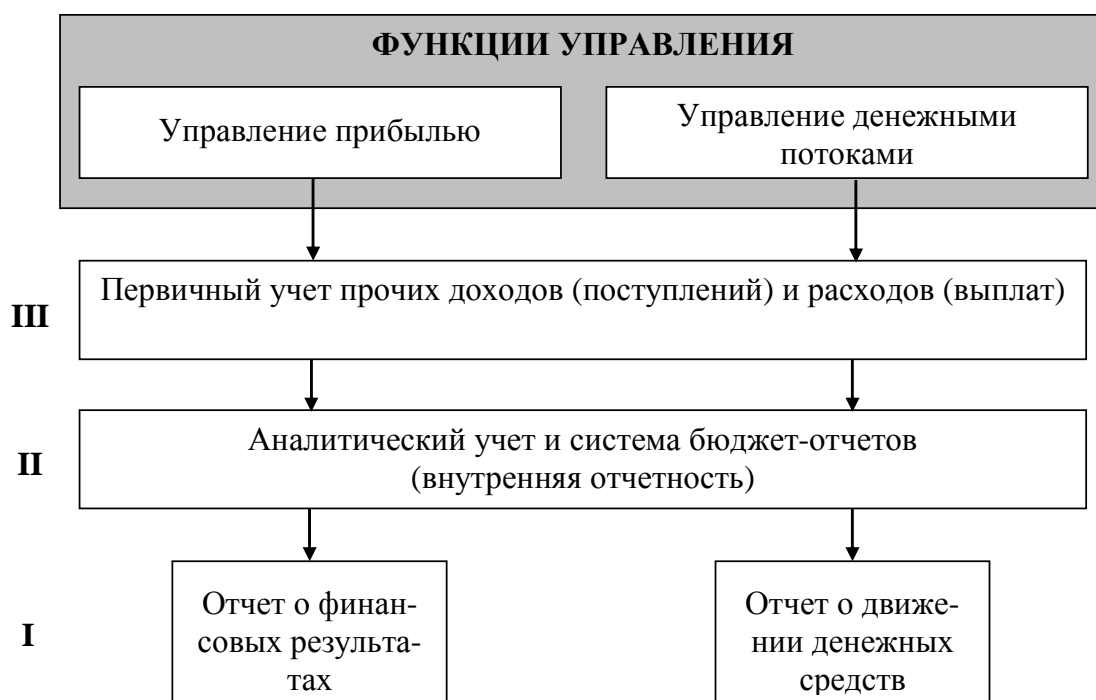 ФУНКЦИИ УПРАВЛЕНИЯ
Управление прибылью
Управление денежными
потоками
III
Первичный учет прочих доходов (поступлений) и расходов (выплат)
II
Аналитический учет и система бюджет-отчетов
(внутренняя отчетность)
I
Отчет о финан-
совых результа-
тах
Отчет о движе-
нии денежных
средств